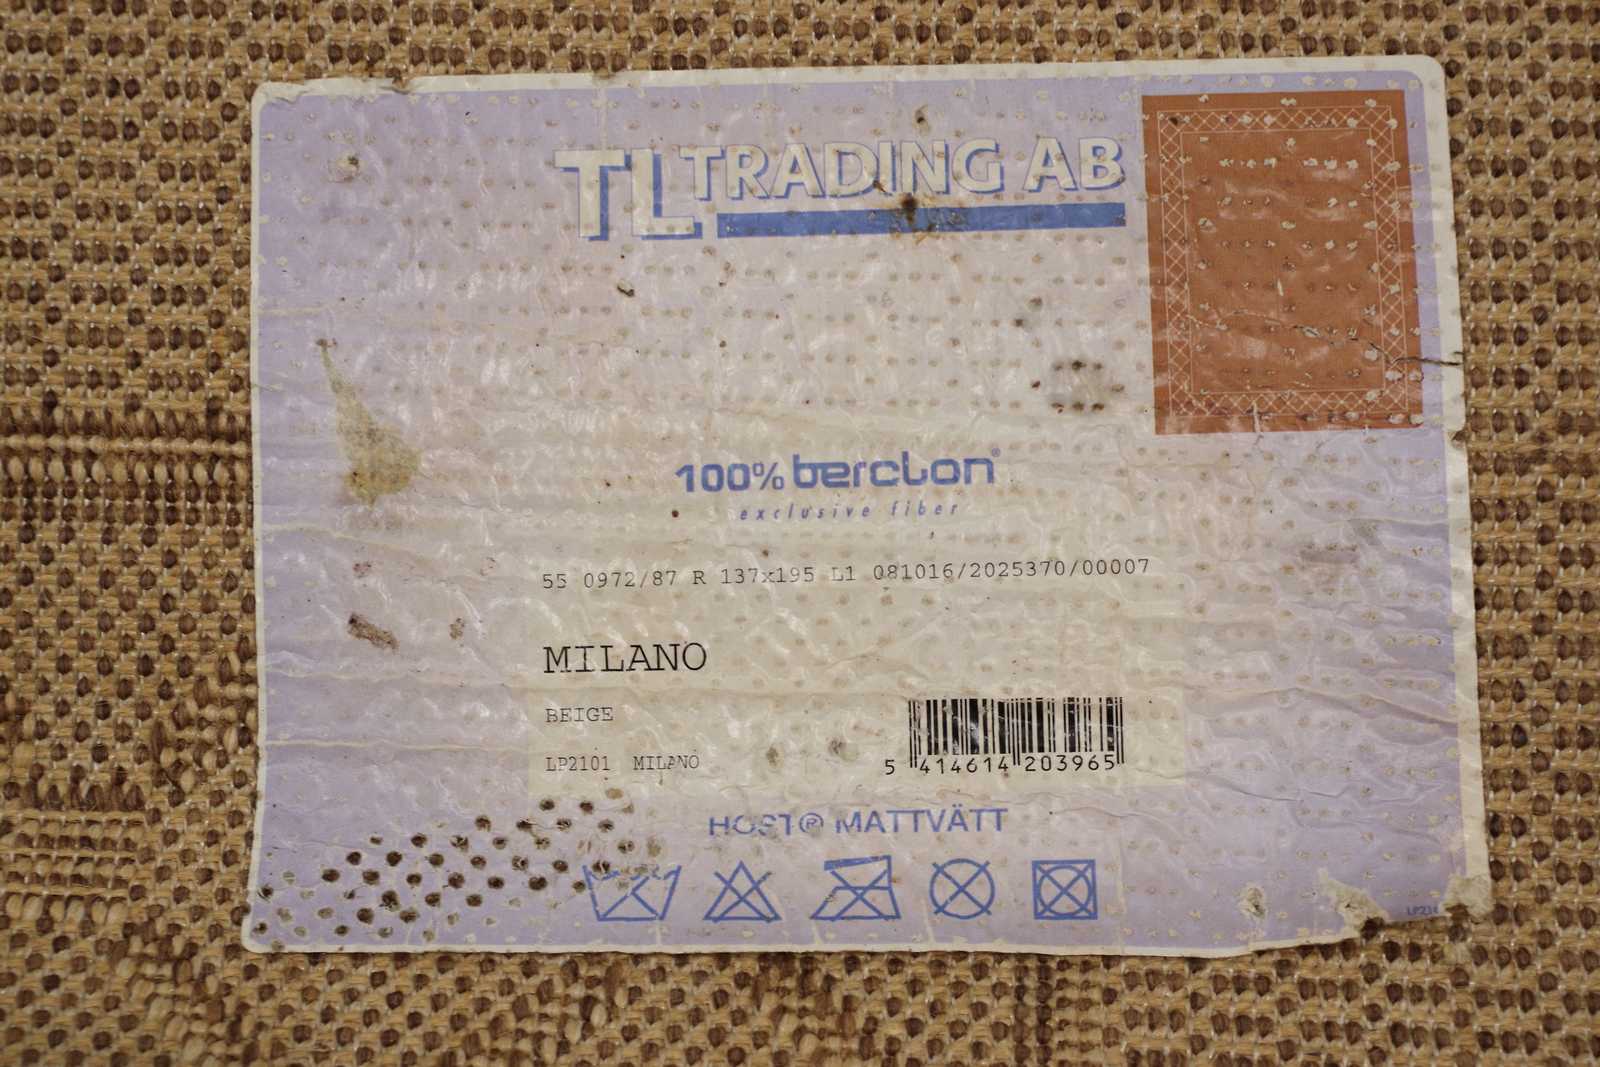 TL TRADING AB
100% berclon®
exclusive fiber
55 0972/87 R 137x195 L1 081016/2025370/00007
MILANO
BEIGE
LP2101 MILANO
5 414614 203965
HOST® MATTVÄTT